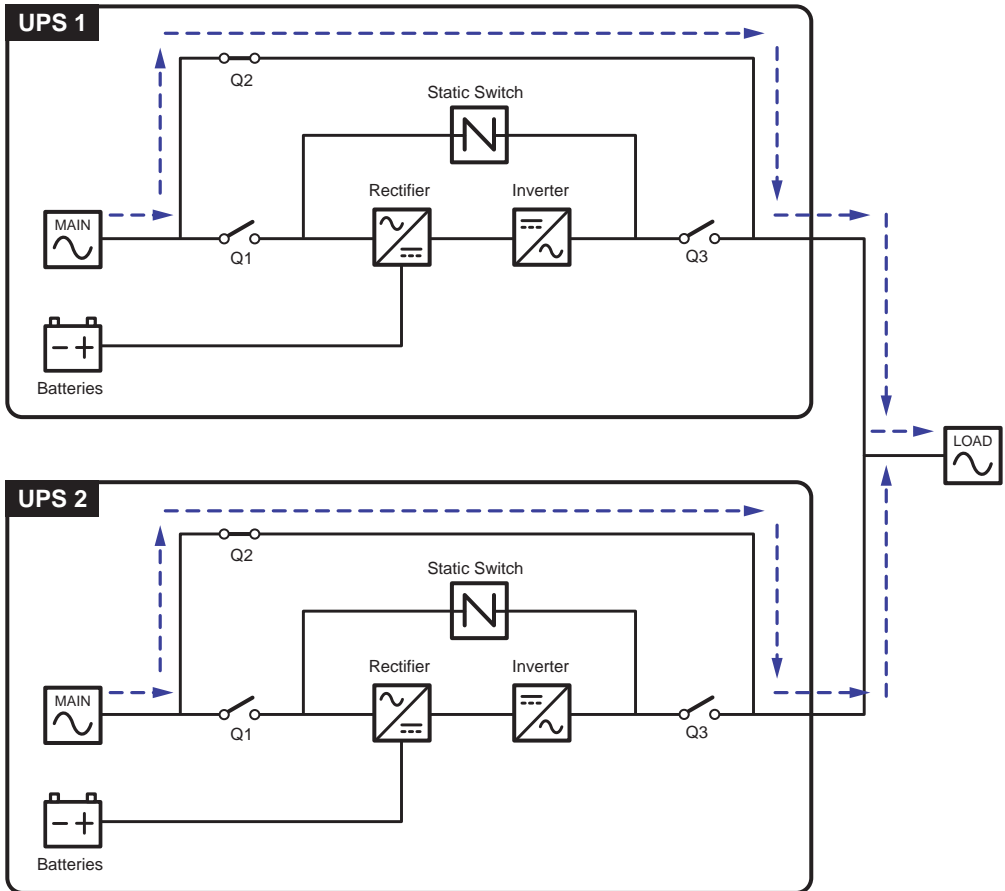 UPS 1
Q2
Static Switch
Rectifier
Inverter
MAIN
Q1
Q3
Batteries
LOAD
UPS 2
Q2
Static Switch
Rectifier
Inverter
MAIN
Q1
Q3
Batteries